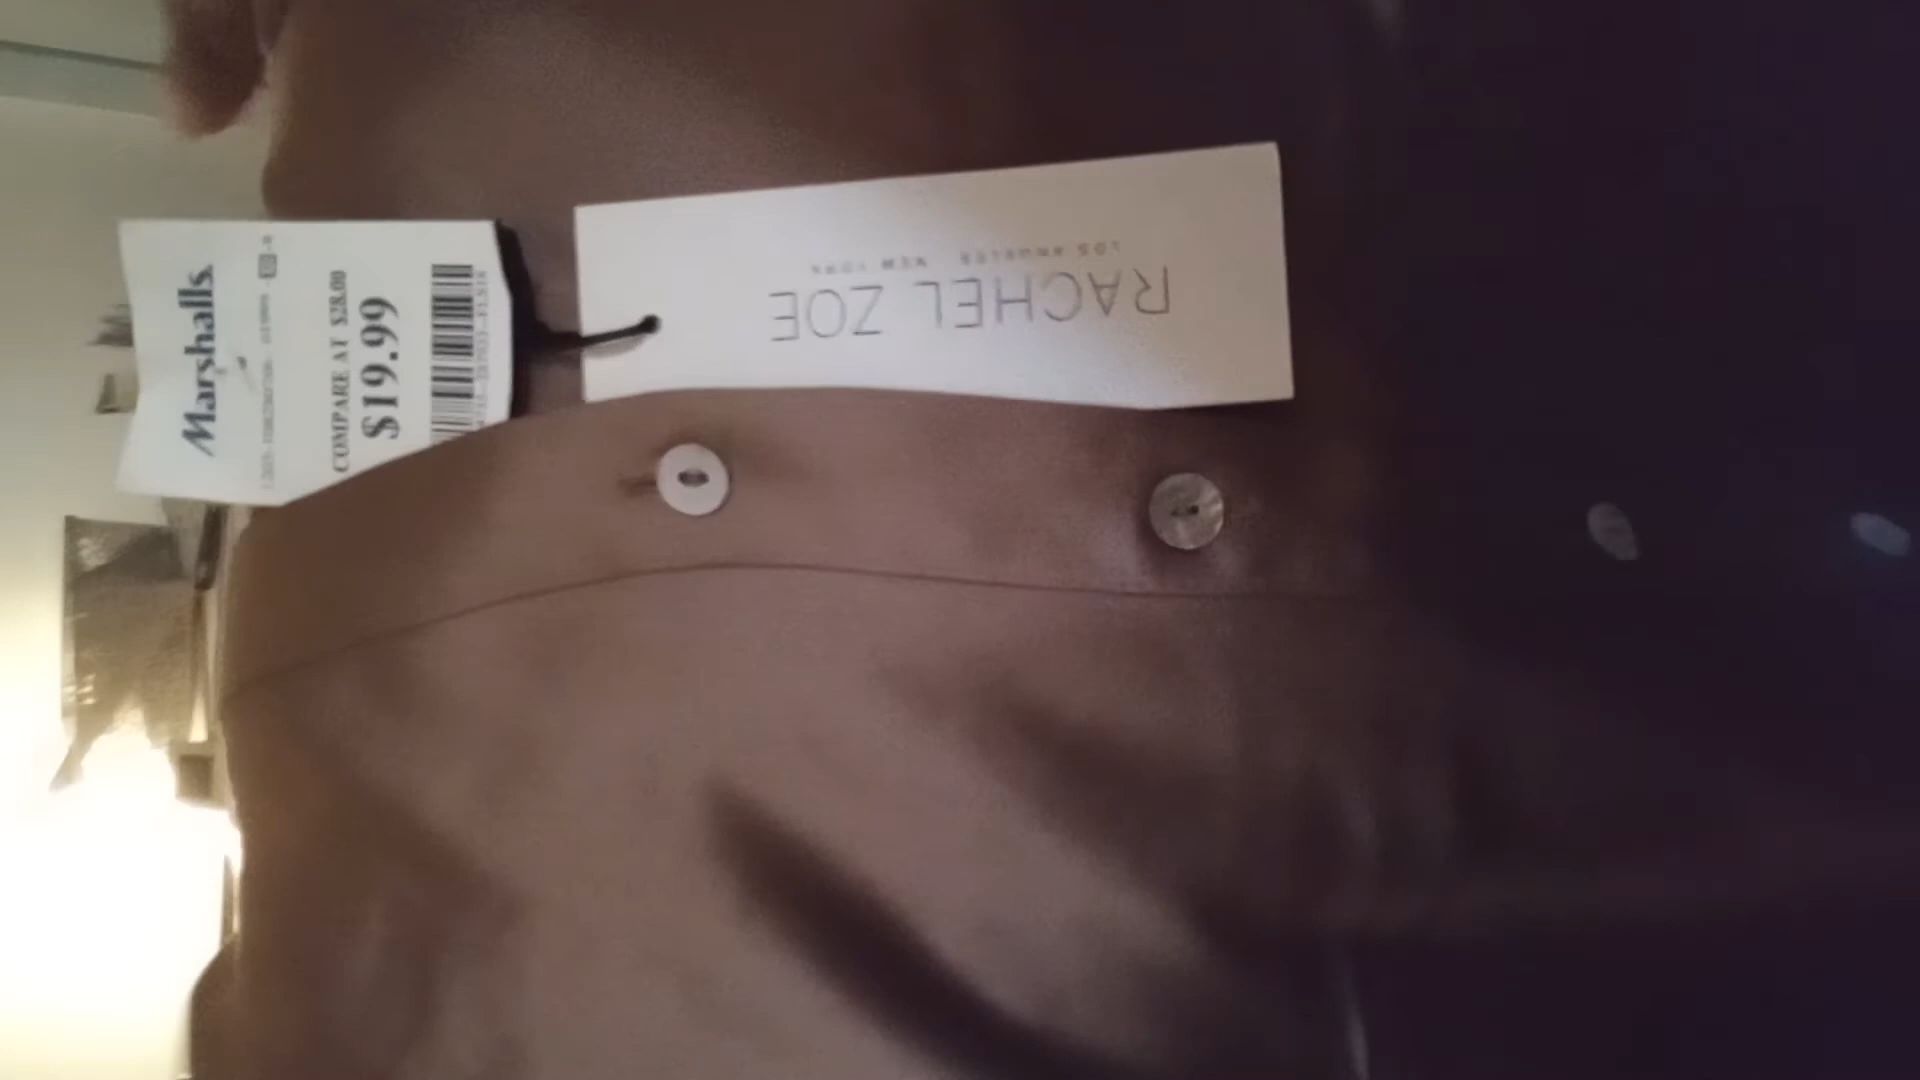 Marshalls
COMPARE AT $28.00
$19.99
RACHEL ZOE
LOS ANGELES NEW YORK